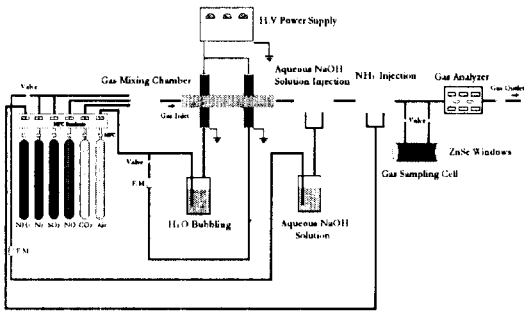 H.V Power Supply
Valve
Gas Mixing Chamber
Gas Inlet
Aqueous NaOH
Solution Injection
NH₃ Injection
Gas Analyzer
Gas Outlet
Valve
ZnSe Windows
Gas Sampling Cell
MFC
Valve
F.M
NH₃ N₂ SO₂ NO CO₂ Air
H₂O Bubbling
Aqueous NaOH
Solution
F.M